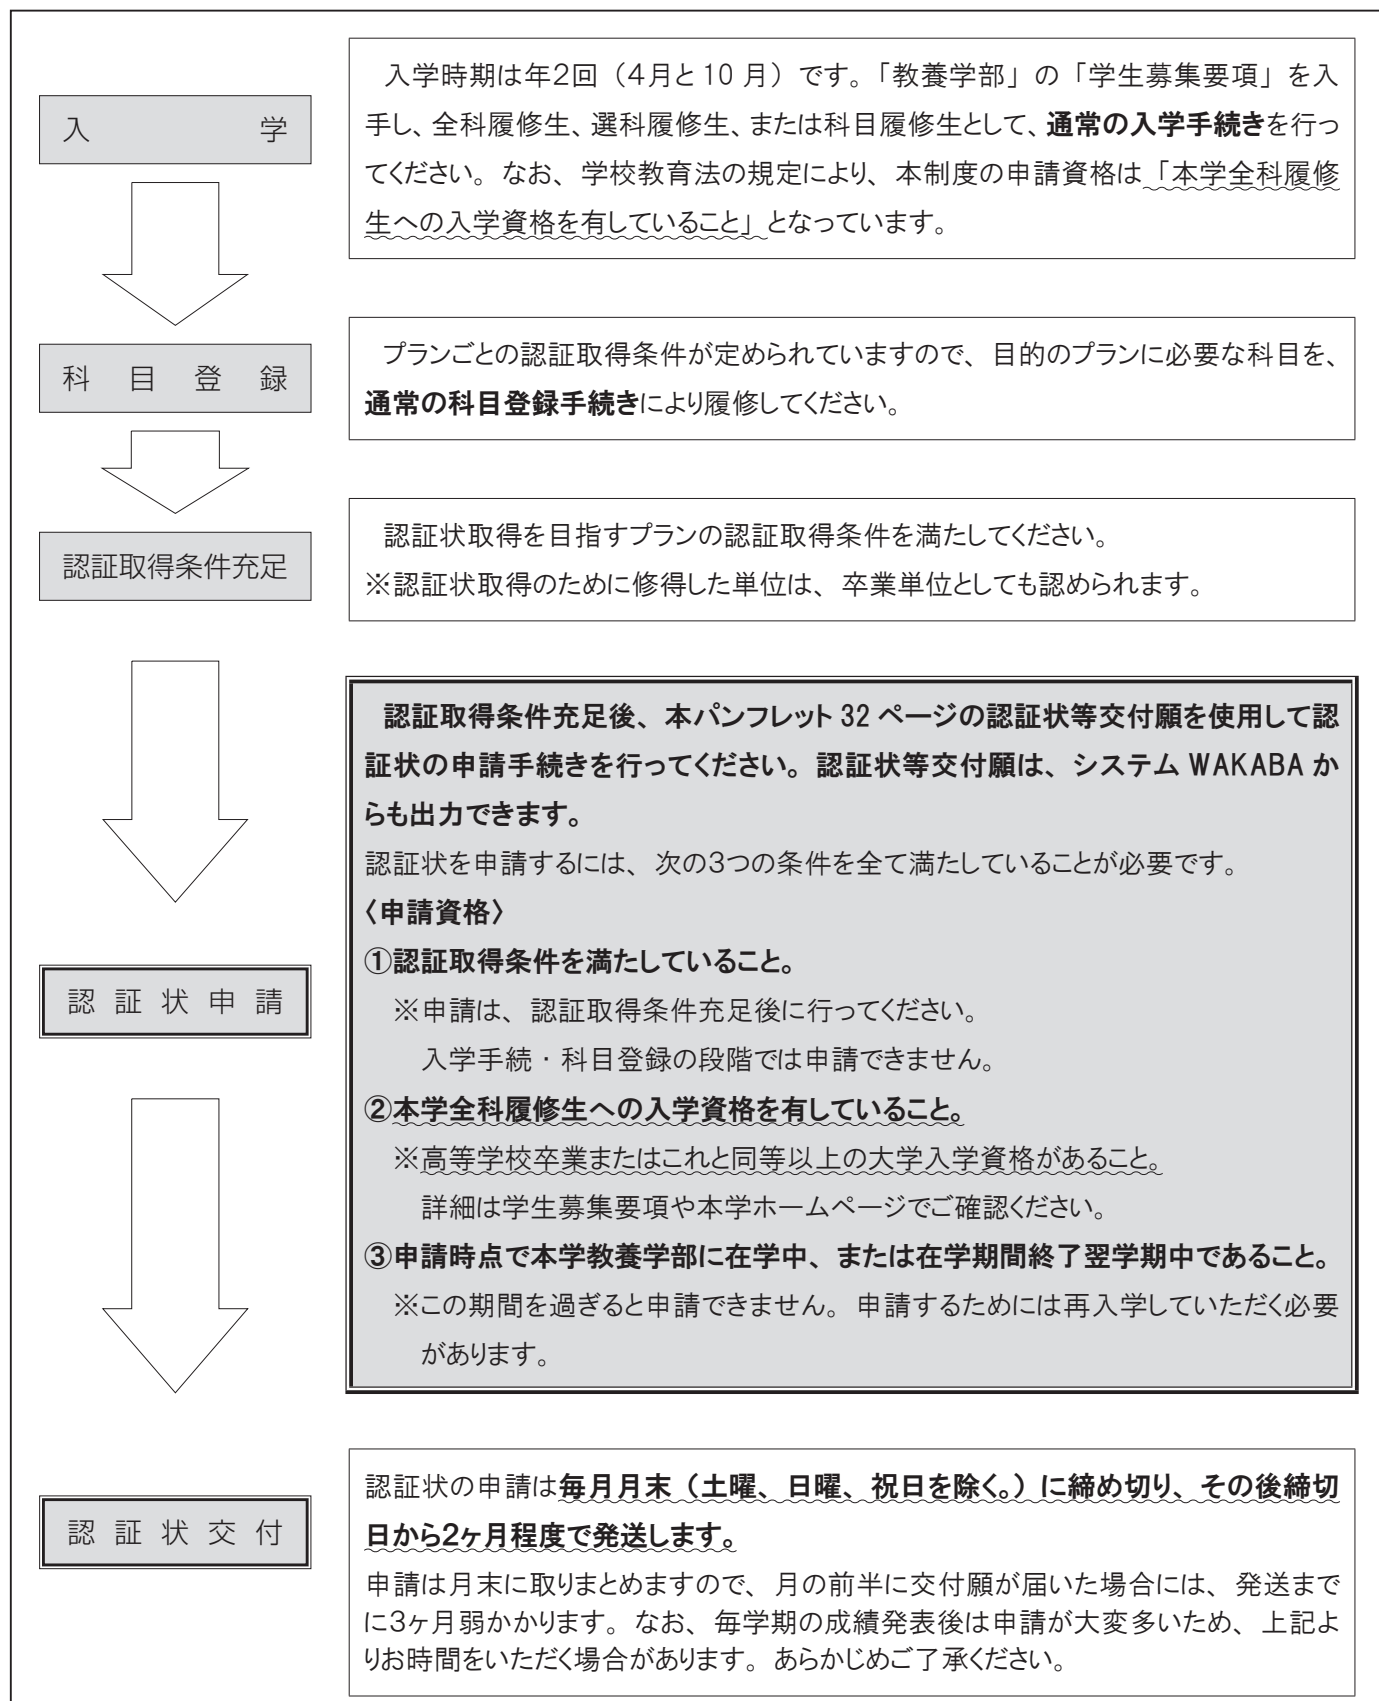 入学
入学時期は年2回（4月と10月）です。「教養学部」の「学生募集要項」を入
手し、全科履修生、選科履修生、または科目履修生として、通常の入学手続きを行っ
てください。なお、学校教育法の規定により、本制度の申請資格は「本学全科履修
生への入学資格を有していること」となっています。
科目登録
プランごとの認証取得条件が定められていますので、目的のプランに必要な科目を、
通常の科目登録手続きにより履修してください。
認証取得条件充足
認証状取得を目指すプランの認証取得条件を満たしてください。
※認証状取得のために修得した単位は、卒業単位としても認められます。
認証取得条件充足後、本パンフレット32ページの認証状等交付願を使用して認
証状の申請手続きを行ってください。認証状等交付願は、システムWAKABAか
らも出力できます。
認証状を申請するには、次の3つの条件を全て満たしていることが必要です。
〈申請資格〉
①認証取得条件を満たしていること。
※申請は、認証取得条件充足後に行ってください。
入学手続・科目登録の段階では申請できません。
②本学全科履修生への入学資格を有していること。
※高等学校卒業またはこれと同等以上の大学入学資格があること。
詳細は学生募集要項や本学ホームページでご確認ください。
③申請時点で本学教養学部に在学中、または在学期間終了翌学期中であること。
※この期間を過ぎると申請できません。申請するためには再入学していただく必要
があります。
認証状申請
認証状交付
認証状の申請は毎月月末（土曜、日曜、祝日を除く。）に締め切り、その後締切
日から2ヶ月程度で発送します。
申請は月末に取りまとめますので、月の前半に交付願が届いた場合には、発送まで
に3ヶ月弱かかります。なお、毎学期の成績発表後は申請が大変多いため、上記よ
りお時間をいただく場合があります。あらかじめご了承ください。